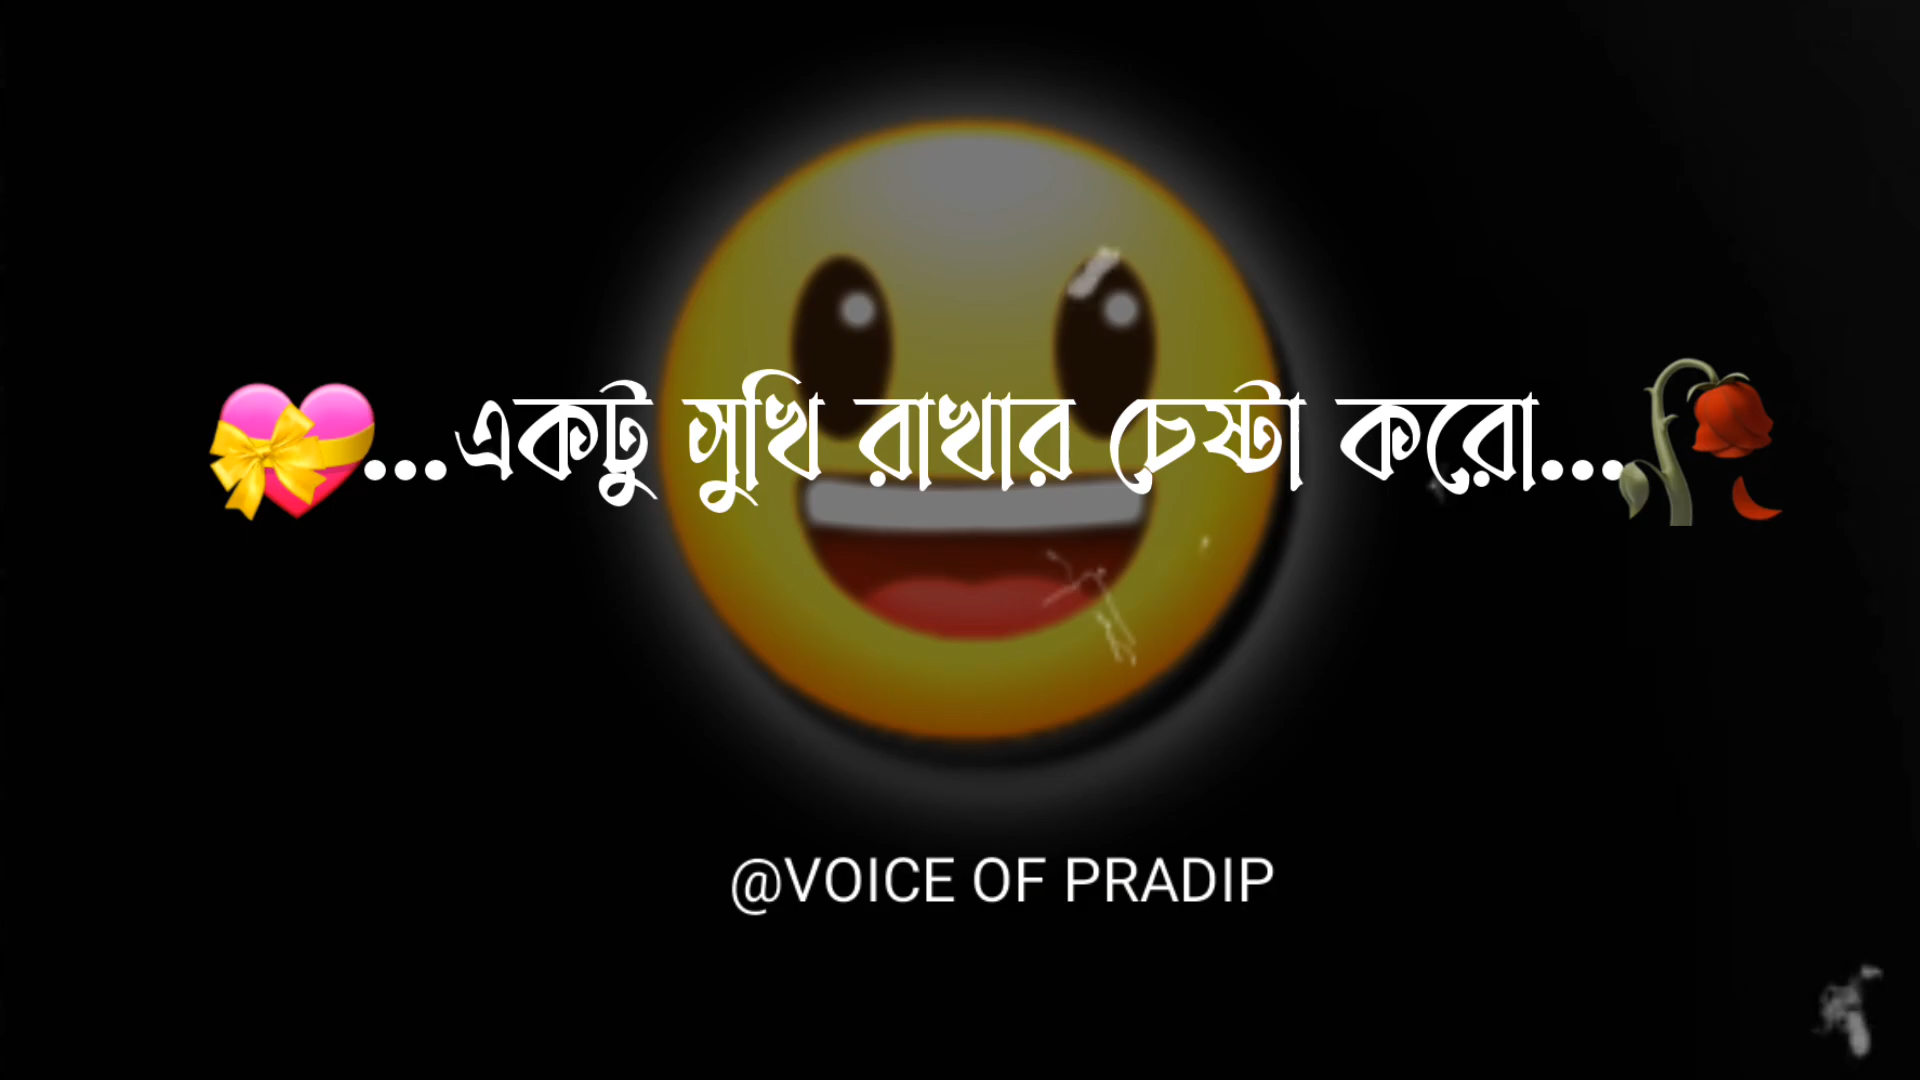 💝...একটু সুখি রাখার চেষ্টা করো...🥀
@VOICE OF PRADIP